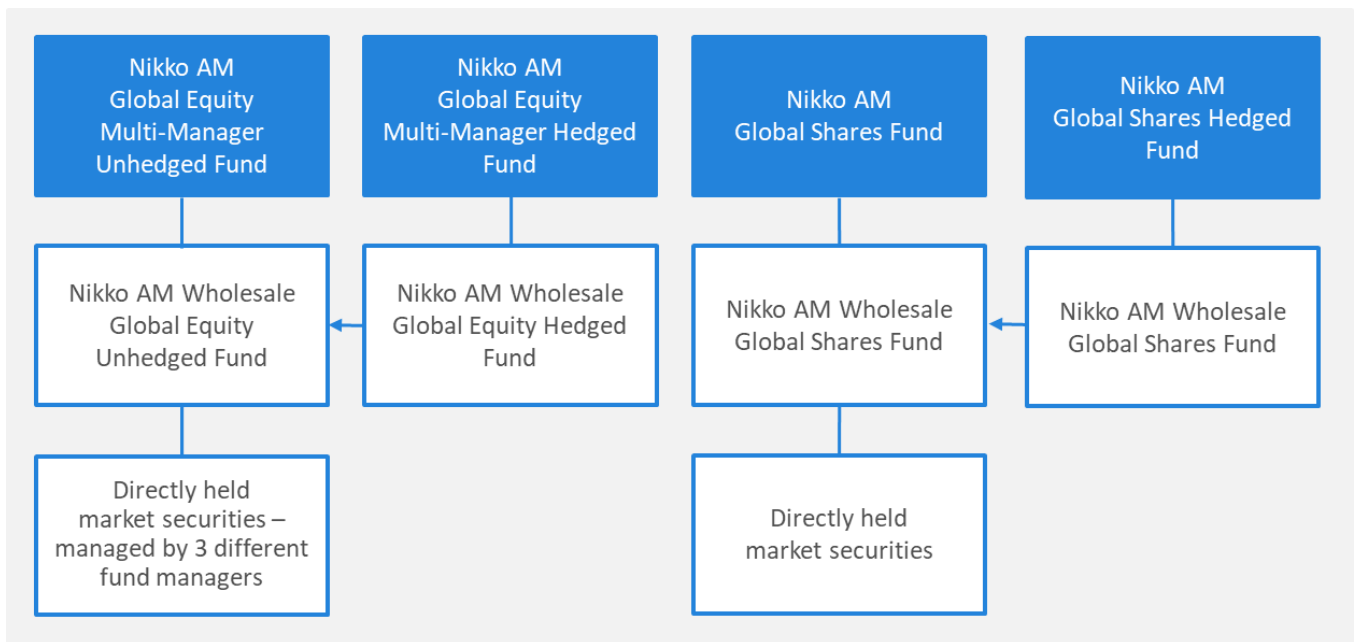 Nikko AM
Global Equity
Multi-Manager
Unhedged Fund
Nikko AM
Global Equity
Multi-Manager Hedged
Fund
Nikko AM
Global Shares Fund
Nikko AM
Global Shares Hedged
Fund
Nikko AM Wholesale
Global Equity
Unhedged Fund
Nikko AM Wholesale
Global Equity Hedged
Fund
Nikko AM Wholesale
Global Shares Fund
Nikko AM Wholesale
Global Shares Fund
Directly held
market securities –
managed by 3 different
fund managers
Directly held
market securities